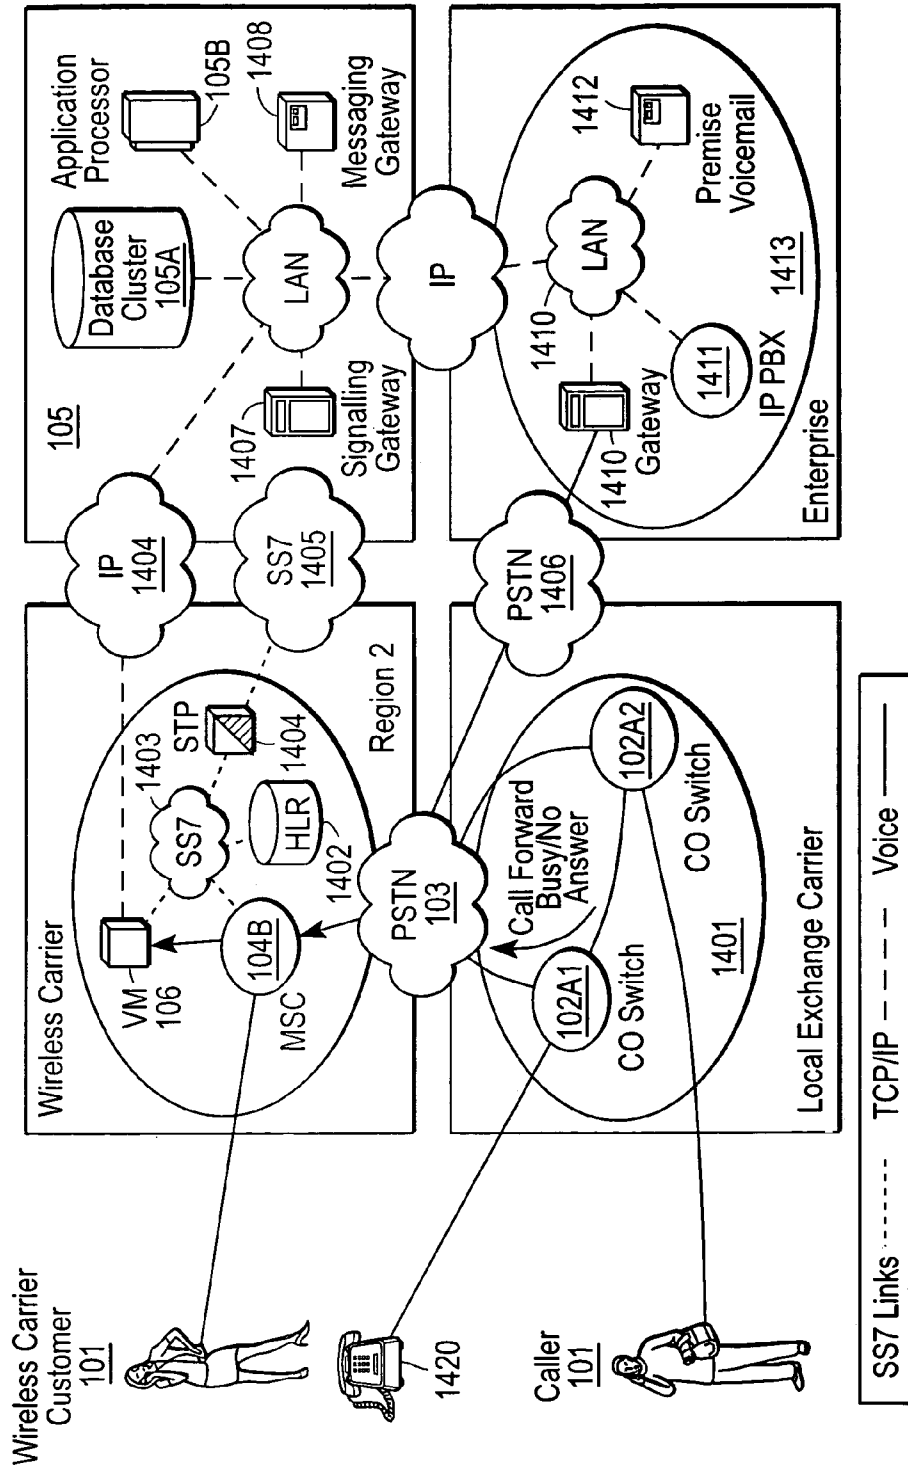 Wireless Carrier
Customer
101
1420
Caller
101
Wireless Carrier
VM
106
104B
MSC
SS7
1403
STP
1404
HLR
1402
Region 2
IP
1404
SS7
1405
105
Database
Cluster
105A
Application
Processor
105B
1408
Messaging
Gateway
LAN
1407
Signalling
Gateway
IP
PSTN
103
PSTN
1406
Call Forward
Busy/No
Answer
102A1
CO Switch
102A2
CO Switch
1401
Local Exchange Carrier
1410
Gateway
1410
LAN
1412
Premise
Voicemail
1411
IP PBX
1413
Enterprise
SS7 Links
TCP/IP
Voice